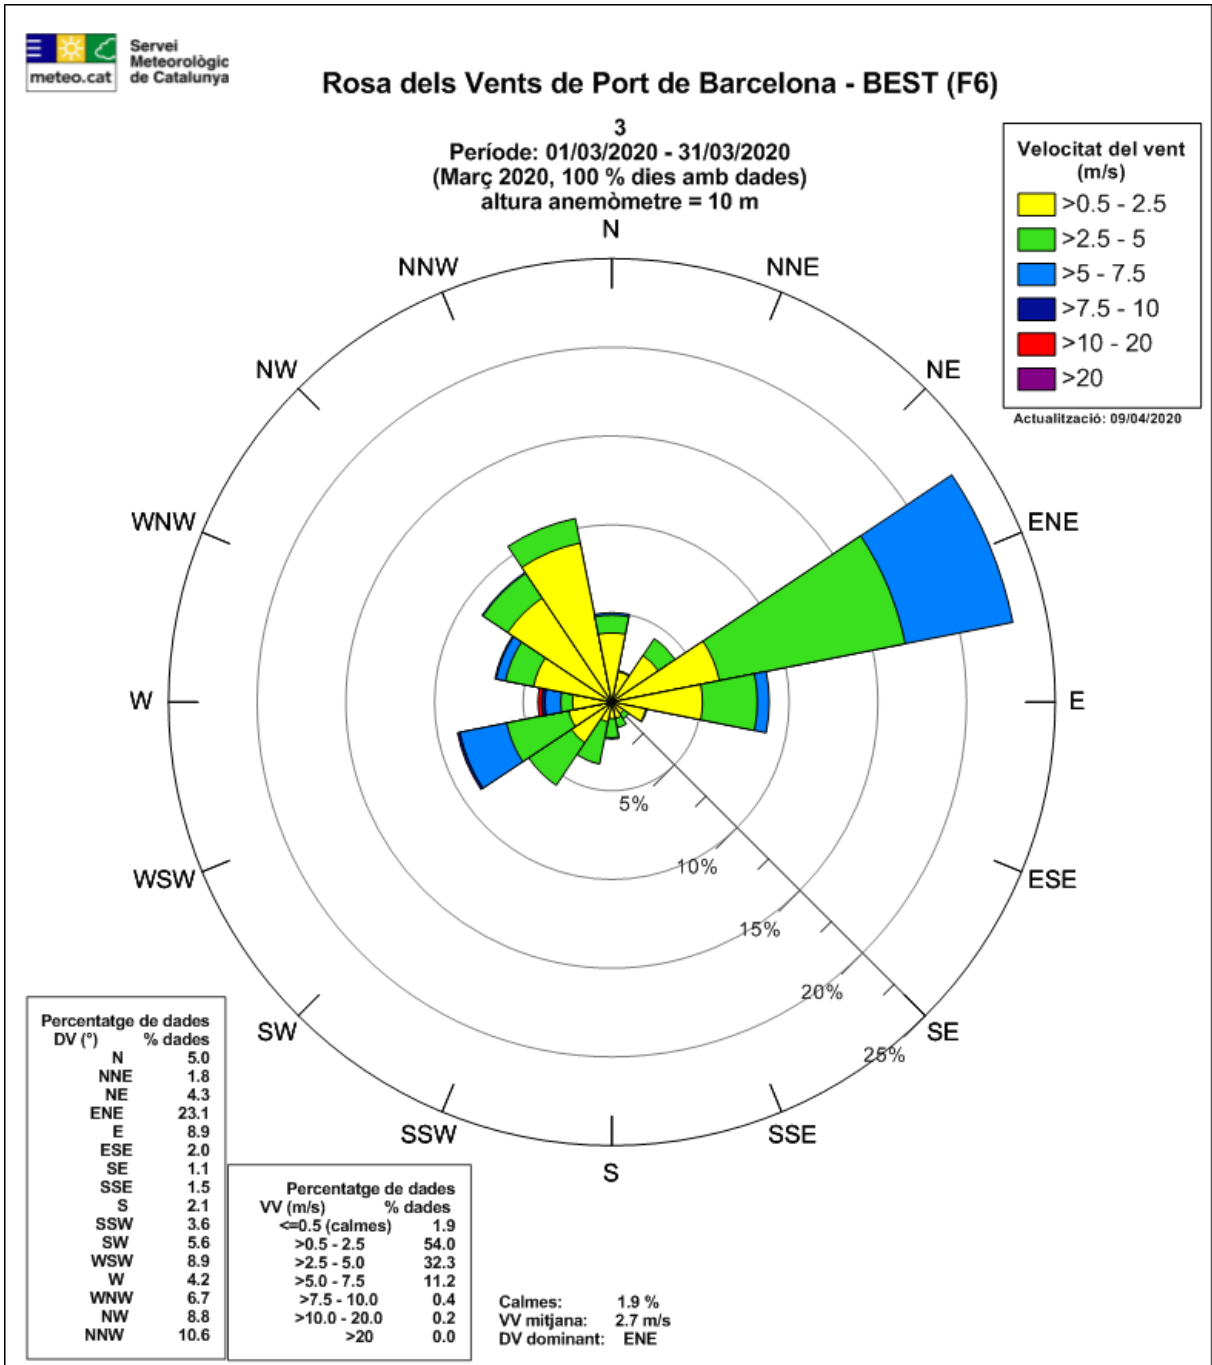 Servei
Meteorològic
de Catalunya
meteo.cat
Rosa dels Vents de Port de Barcelona - BEST (F6)
3
Període: 01/03/2020 - 31/03/2020
(Març 2020, 100 % dies amb dades)
altura anemòmetre = 10 m
Velocitat del vent
(m/s)
>0.5 - 2.5
>2.5 - 5
>5 - 7.5
>7.5 - 10
>10 - 20
>20
Actualització: 09/04/2020
N
NNW
NNE
NW
NE
WNW
ENE
W
E
5%
10%
WSW
ESE
15%
20%
SW
SE
25%
SSW
SSE
S
Percentatge de dades
DV (°) % dades
N 5.0
NNE 1.8
NE 4.3
ENE 23.1
E 8.9
ESE 2.0
SE 1.1
SSE 1.5
S 2.1
SSW 3.6
SW 5.6
WSW 8.9
W 4.2
WNW 6.7
NW 8.8
NNW 10.6
Percentatge de dades
VV (m/s) % dades
<=0.5 (calmes) 1.9
>0.5 - 2.5 54.0
>2.5 - 5.0 32.3
>5.0 - 7.5 11.2
>7.5 - 10.0 0.4
>10.0 - 20.0 0.2
>20 0.0
Calmes: 1.9 %
VV mitjana: 2.7 m/s
DV dominant: ENE